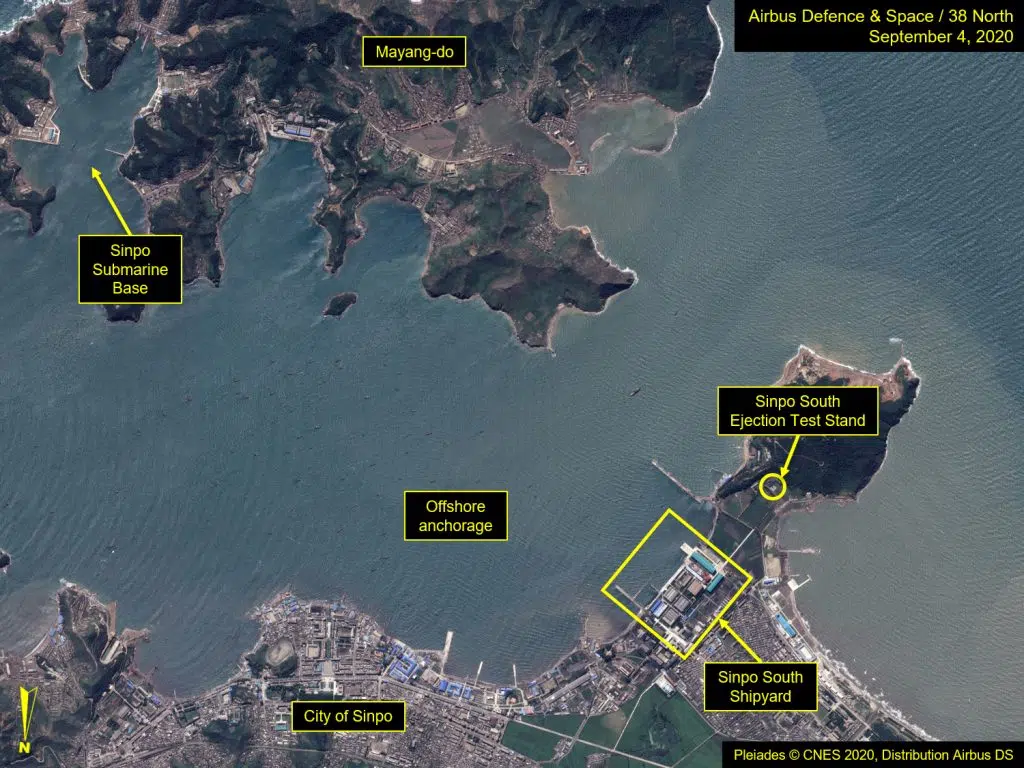 Airbus Defence & Space / 38 North
September 4, 2020
Mayang-do
Sinpo
Submarine
Base
Sinpo South
Ejection Test Stand
Offshore
anchorage
Sinpo South
Shipyard
City of Sinpo
N
Pleiades © CNES 2020, Distribution Airbus DS